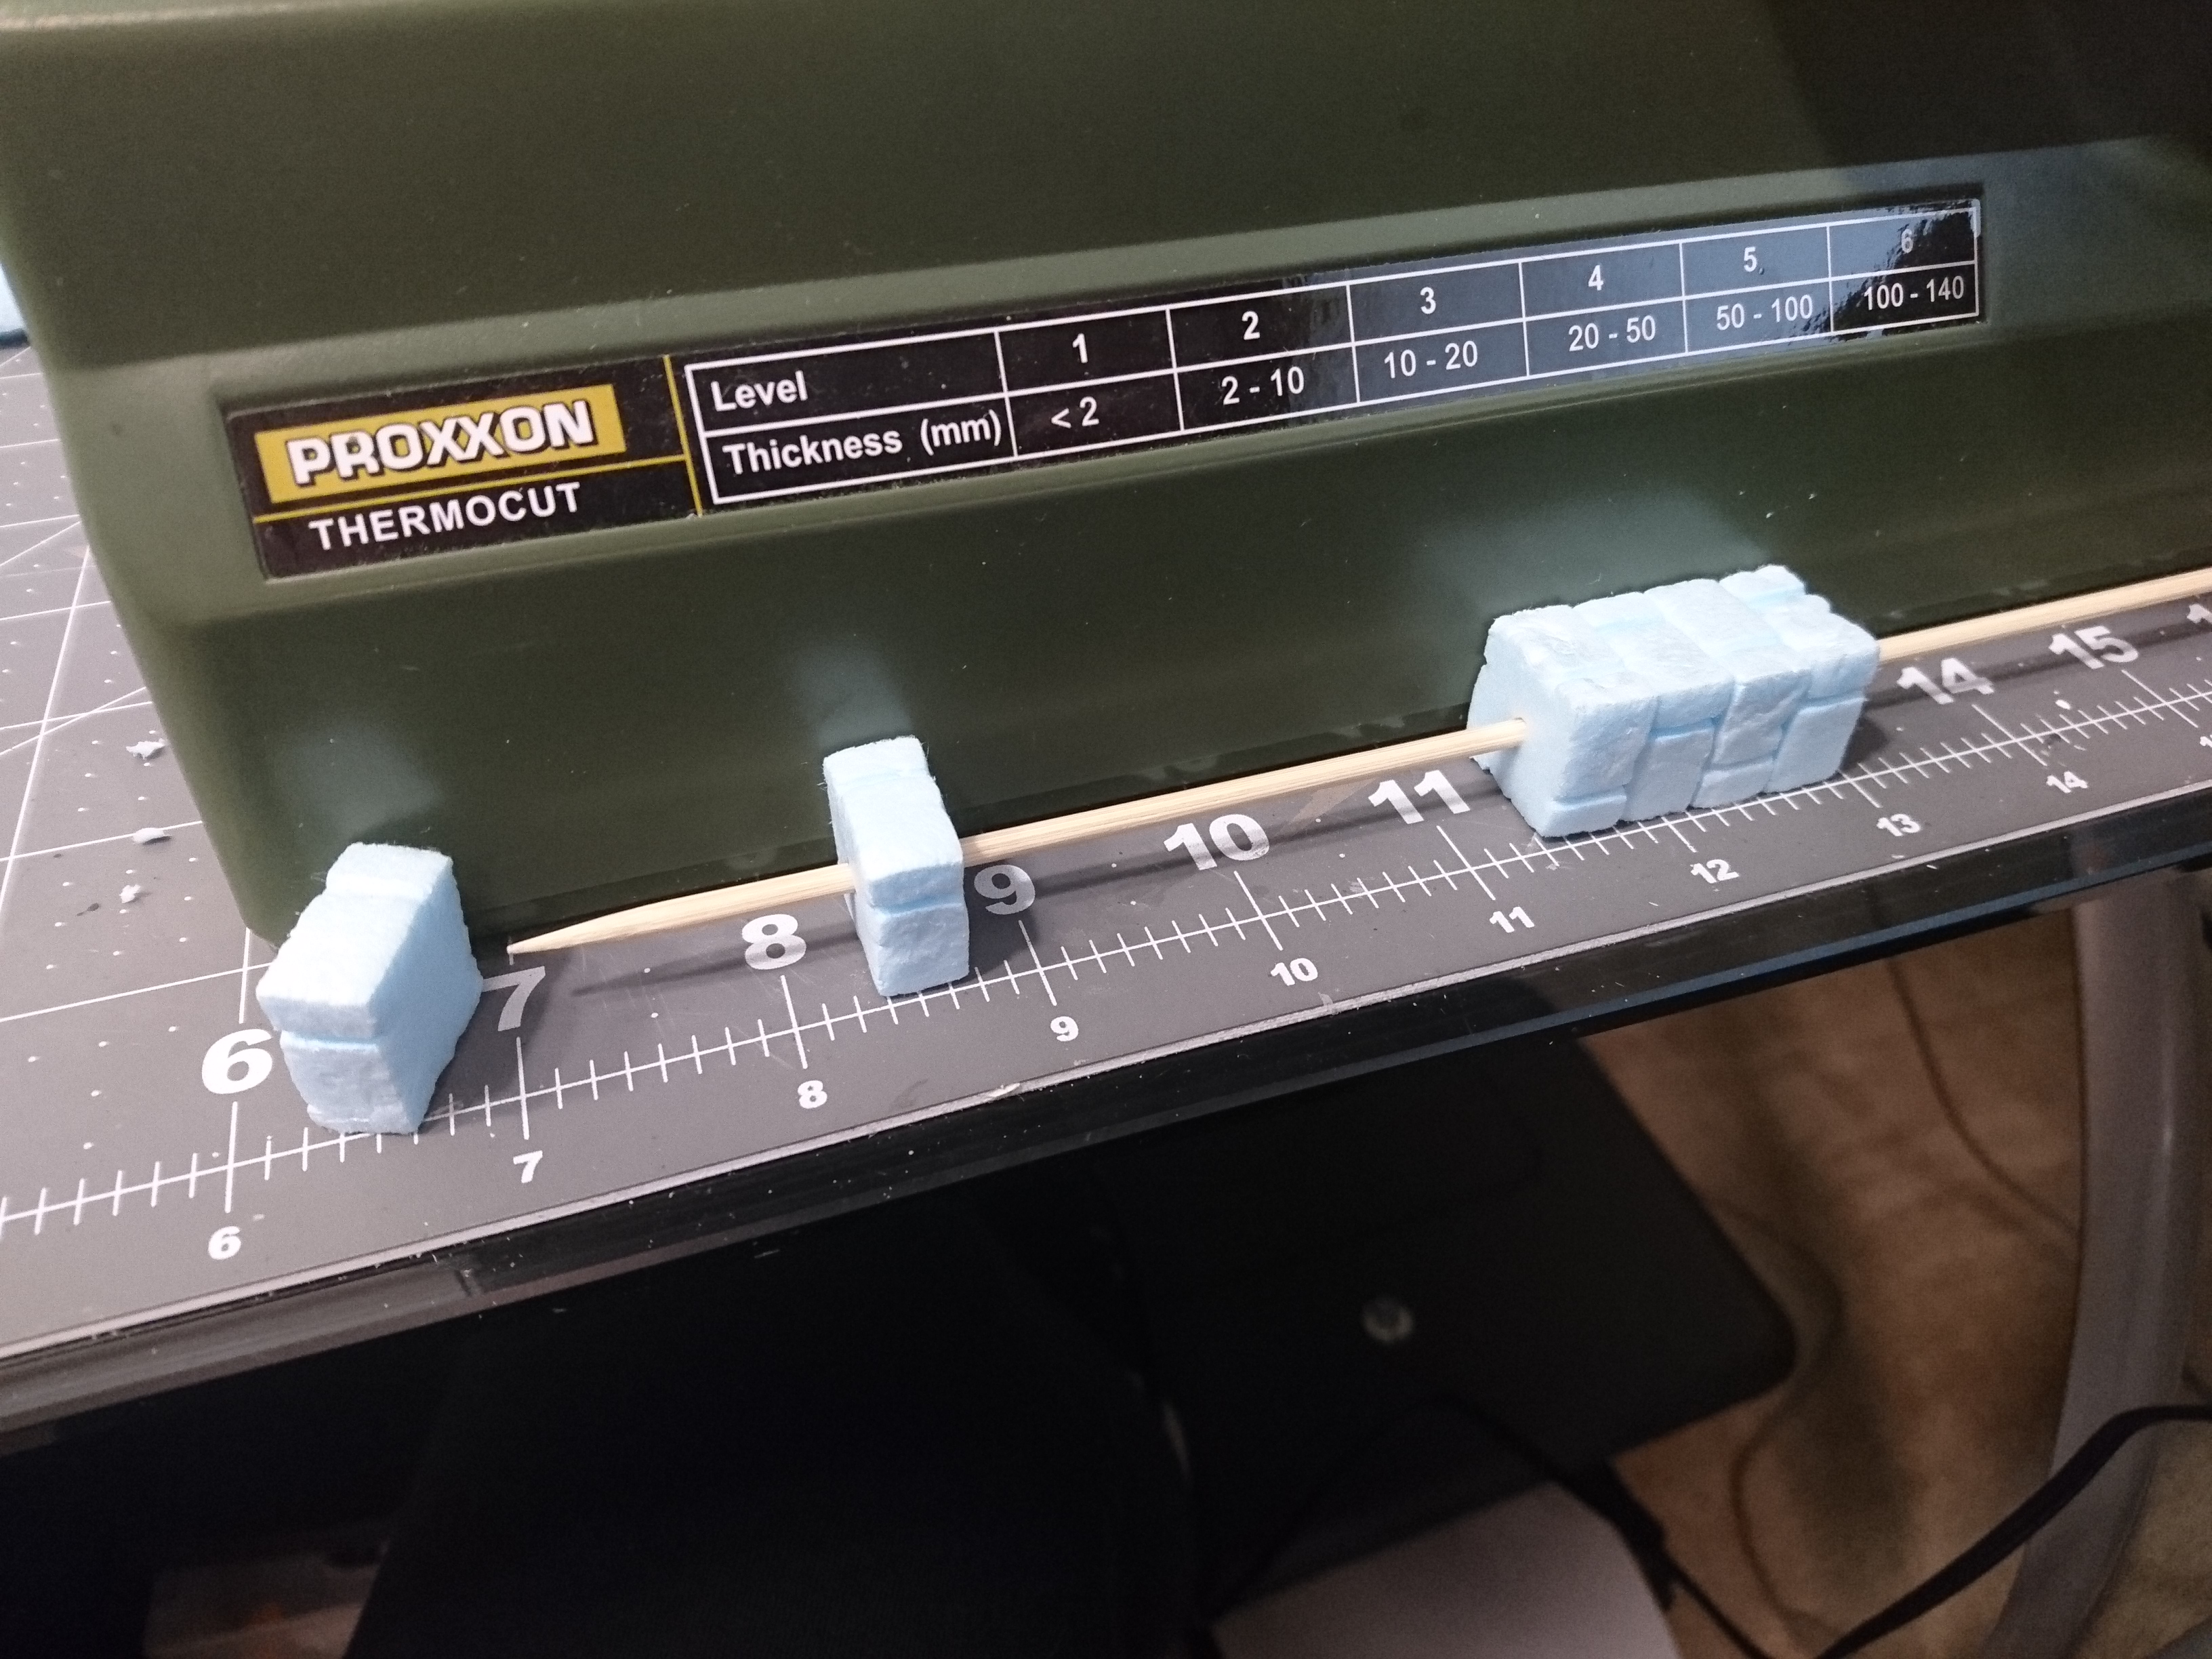 PROXXON
THERMOCUT
Level 1 2 3 4 5 6
Thickness (mm) < 2 2 - 10 10 - 20 20 - 50 50 - 100 100 - 140
6 7 8 9 10 11 14 15
6 7 8 9 10 11 12 13 14